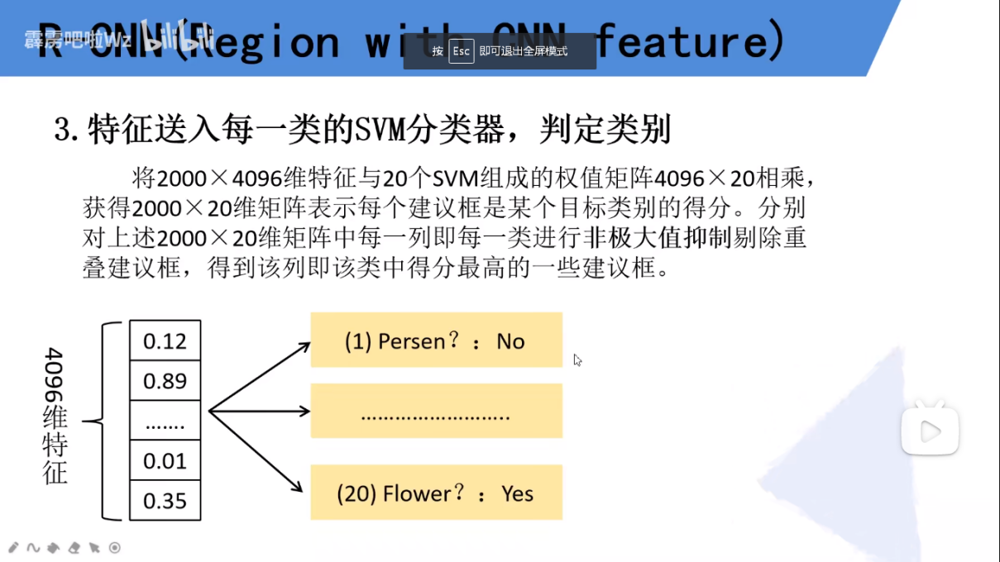 R-CNN(Region with CNN feature)
霹雳吧啦Wz bilibili
按 Esc 即可退出全屏模式
3.特征送入每一类的SVM分类器，判定类别
将2000×4096维特征与20个SVM组成的权值矩阵4096×20相乘，
获得2000×20维矩阵表示每个建议框是某个目标类别的得分。分别
对上述2000×20维矩阵中每一列即每一类进行非极大值抑制剔除重
叠建议框，得到该列即该类中得分最高的一些建议框。
4096维特征
0.12
0.89
.......
0.01
0.35
(1) Persen？：No
........................
(20) Flower？：Yes